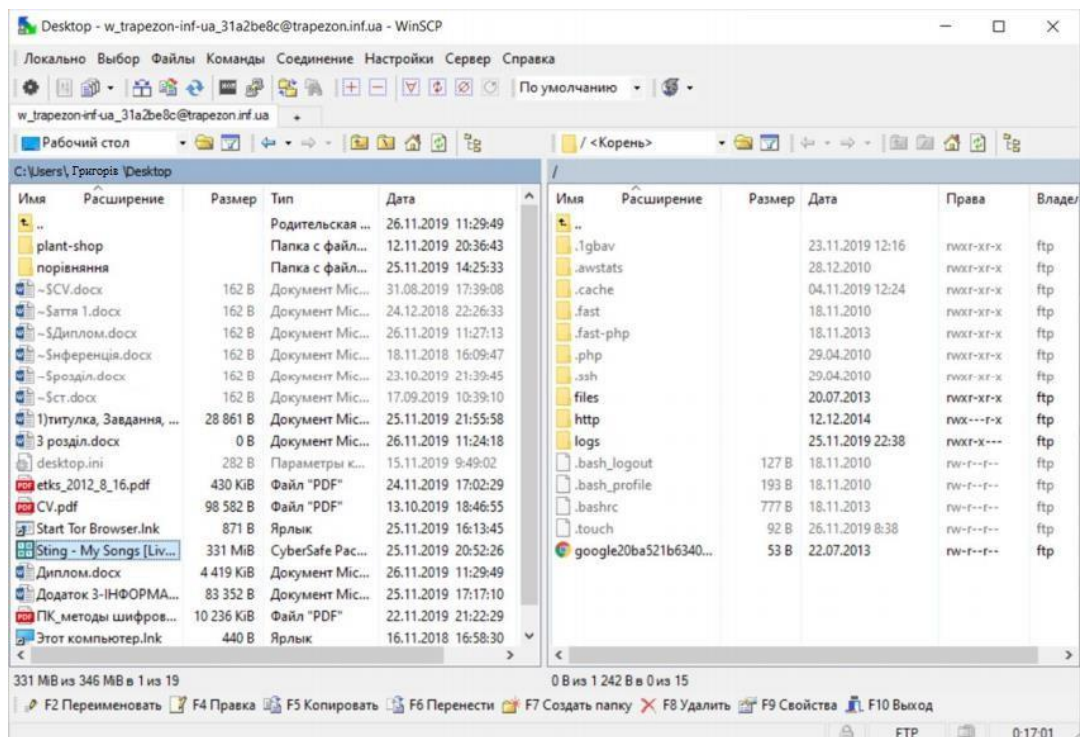 Desktop - w_trapezon-inf-ua_31a2be8c@trapezon.inf.ua - WinSCP
Локально Выбор Файлы Команды Соединение Настройки Сервер Справка
По умолчанию
w_trapezon-inf-ua_31a2be8c@trapezon.inf.ua
Рабочий стол / <Корень>
C:\Users\ Григорів \Desktop /
Имя Расширение Размер Тип Дата Имя Расширение Размер Дата Права Владел
.. Родительская ... 26.11.2019 11:29:49 ..
plant-shop Папка с файл... 12.11.2019 20:36:43 .1gbav 23.11.2019 12:16 rwxr-xr-x ftp
порівняння Папка с файл... 25.11.2019 14:25:33 .awstats 28.12.2010 rwxr-xr-x ftp
~$CV.docx 162 B Документ Mic... 31.08.2019 17:39:08 .cache 04.11.2019 12:24 rwxr-xr-x ftp
~$аття 1.docx 162 B Документ Mic... 24.12.2018 22:26:33 .fast 18.11.2010 rwxr-xr-x ftp
~$Диплом.docx 162 B Документ Mic... 26.11.2019 11:27:13 .fast-php 18.11.2013 rwxr-xr-x ftp
~$нференція.docx 162 B Документ Mic... 18.11.2018 16:09:47 .php 29.04.2010 rwxr-xr-x ftp
~$розділ.docx 162 B Документ Mic... 23.10.2019 21:39:45 .ssh 29.04.2010 rwxr-xr-x ftp
~$ст.docx 162 B Документ Mic... 17.09.2019 10:39:10 files 20.07.2013 rwxr-xr-x ftp
1)титулка, Завдання, ... 28 861 B Документ Mic... 25.11.2019 21:55:58 http 12.12.2014 rwx---r-x ftp
3 розділ.docx 0 B Документ Mic... 26.11.2019 11:24:18 logs 25.11.2019 22:38 rwxr-x--- ftp
desktop.ini 282 B Параметры к... 15.11.2019 9:49:02 .bash_logout 127 B 18.11.2010 rw-r--r-- ftp
etks_2012_8_16.pdf 430 KiB Файл "PDF" 24.11.2019 17:02:29 .bash_profile 193 B 18.11.2010 rw-r--r-- ftp
CV.pdf 98 582 B Файл "PDF" 13.10.2019 18:46:55 .bashrc 777 B 18.11.2013 rw-r--r-- ftp
Start Tor Browser.lnk 871 B Ярлык 25.11.2019 16:13:45 .touch 92 B 26.11.2019 8:38 rw-r--r-- ftp
Sting - My Songs [Liv... 331 MiB CyberSafe Pac... 25.11.2019 20:52:26 google20ba521b6340... 53 B 22.07.2013 rw-r--r-- ftp
Диплом.docx 4 419 KiB Документ Mic... 26.11.2019 11:29:49
Додаток 3-ІНФОРМА... 83 352 B Документ Mic... 25.11.2019 17:17:10
ПК_методы шифров... 10 236 KiB Файл "PDF" 22.11.2019 21:22:29
Этот компьютер.lnk 440 B Ярлык 16.11.2018 16:58:30
331 MiB из 346 MiB в 1 из 19 0 B из 1 242 B в 0 из 15
F2 Переименовать F4 Правка F5 Копировать F6 Перенести F7 Создать папку F8 Удалить F9 Свойства F10 Выход
FTP 0:17:01